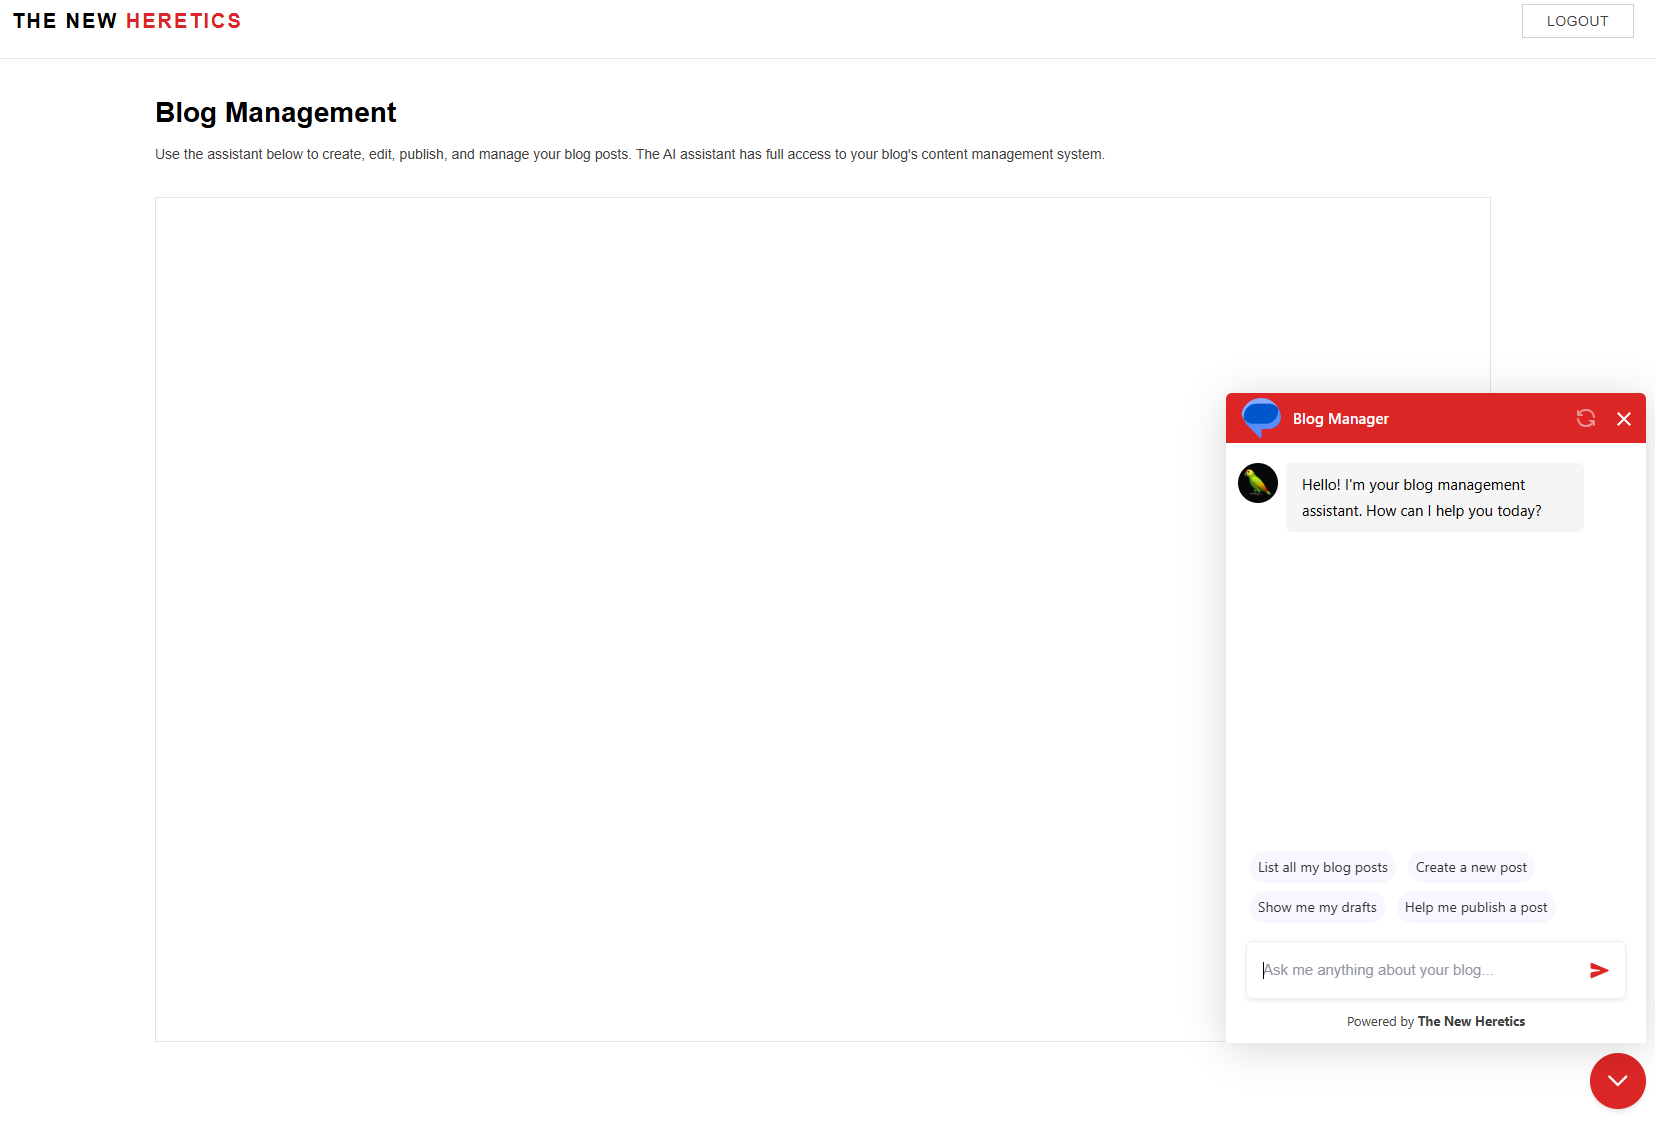 THE NEW HERETICS
LOGOUT
Blog Management
Use the assistant below to create, edit, publish, and manage your blog posts. The AI assistant has full access to your blog's content management system.
Blog Manager
Hello! I'm your blog management
assistant. How can I help you today?
List all my blog posts
Create a new post
Show me my drafts
Help me publish a post
Ask me anything about your blog...
Powered by The New Heretics